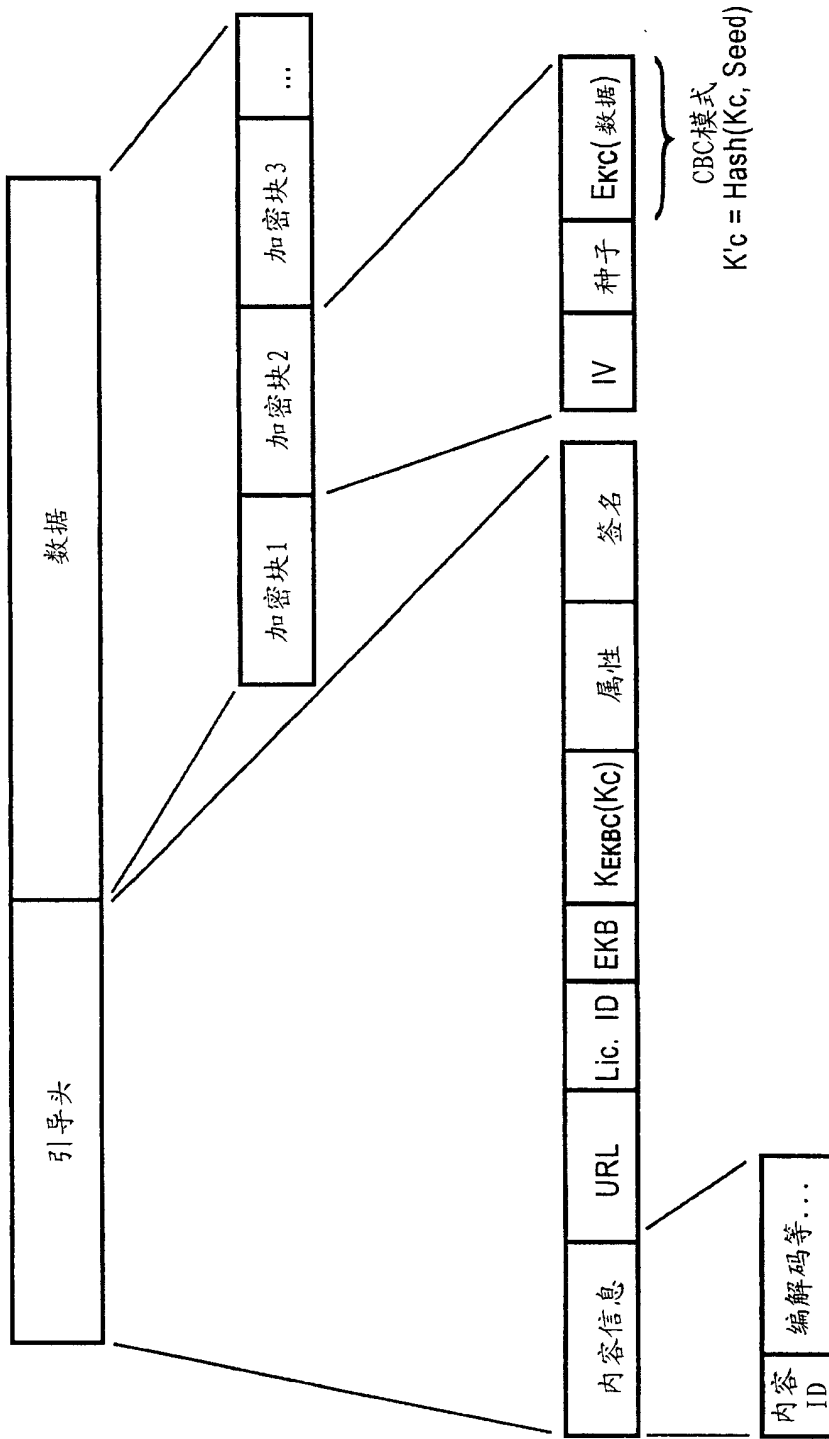 引导头
数据
加密块1
加密块2
加密块3
...
内容信息
URL
Lic. ID
EKB
KEKBC(Kc)
属性
签名
IV
种子
EK'C(数据)
CBC模式
K'c = Hash(Kc, Seed)
内容
ID
编解码等...